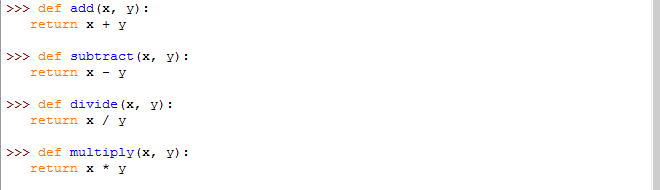 >>> def add(x, y):
   return x + y
>>> def subtract(x, y):
   return x - y
>>> def divide(x, y):
   return x / y
>>> def multiply(x, y):
   return x * y